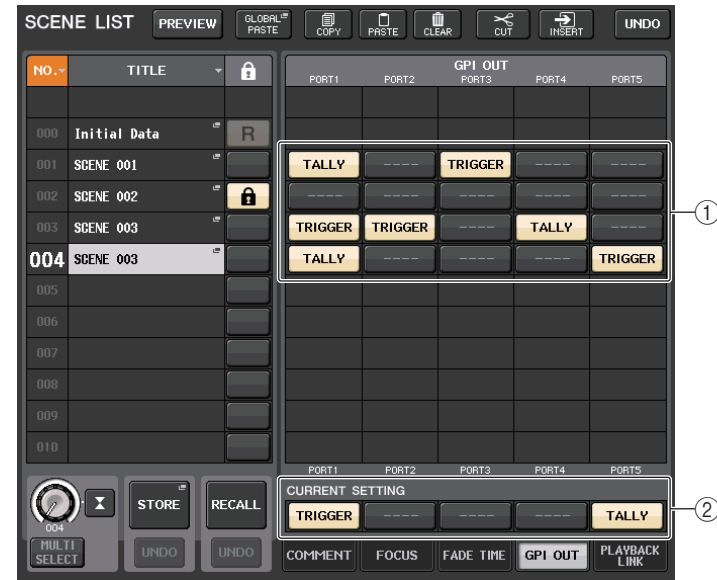 SCENE LIST PREVIEW GLOBAL PASTE COPY PASTE CLEAR CUT INSERT UNDO
NO. TITLE
GPI OUT
PORT1 PORT2 PORT3 PORT4 PORT5
000 Initial Data R
001 SCENE 001 TALLY ---- TRIGGER ---- ----
002 SCENE 002 ---- ---- ---- ---- ----
003 SCENE 003 TRIGGER TRIGGER ---- TALLY ----
004 SCENE 003 TALLY ---- ---- ---- TRIGGER
005
006
007
008
009
010
PORT1 PORT2 PORT3 PORT4 PORT5
CURRENT SETTING
TRIGGER ---- ---- ---- TALLY
004
STORE RECALL
MULTI SELECT UNDO UNDO
COMMENT FOCUS FADE TIME GPI OUT PLAYBACK LINK
1
2